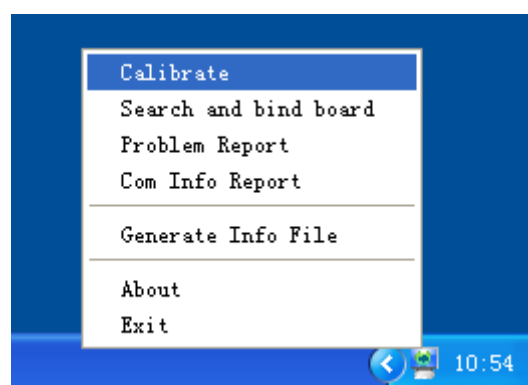 Calibrate
Search and bind board
Problem Report
Com Info Report
Generate Info File
About
Exit
10:54